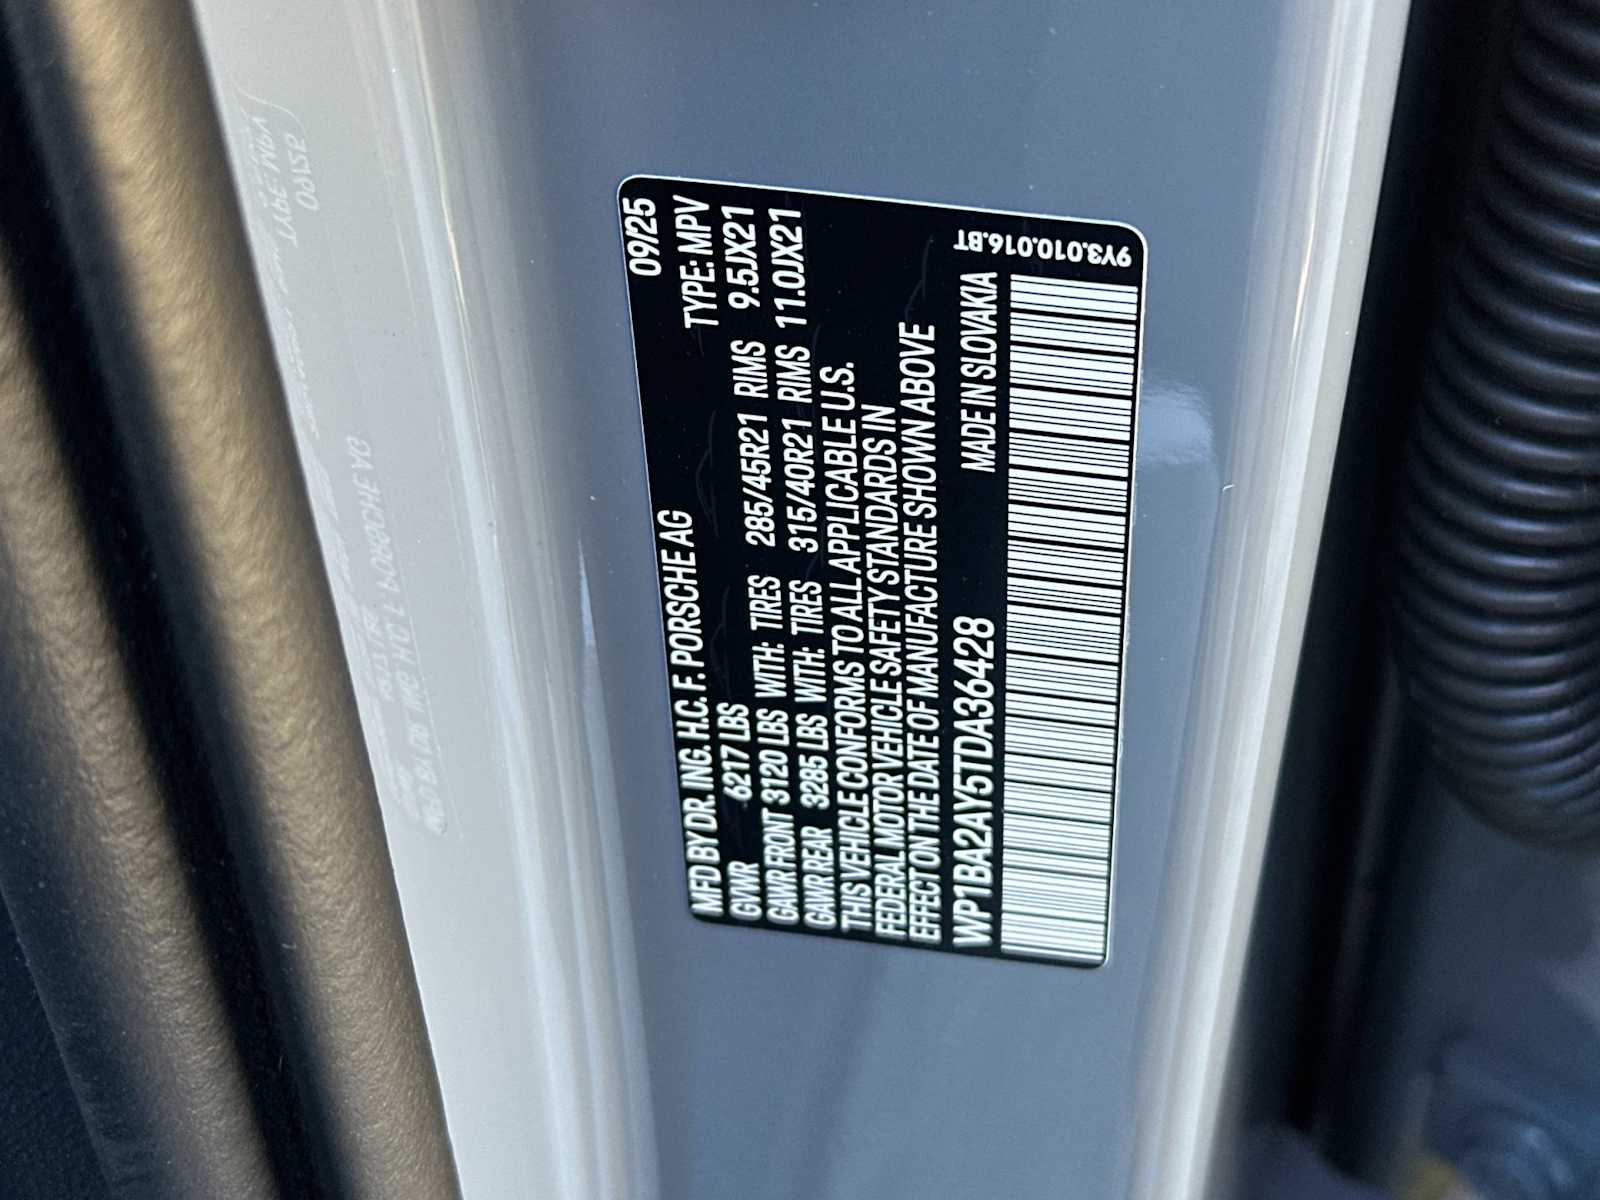 MFD BY DR. ING. H.C. F. PORSCHE AG 09/25
TYPE: MPV
GVWR 6217 LBS
GAWR FRONT 3120 LBS WITH: TIRES 285/45R21 RIMS 9.5JX21
GAWR REAR 3285 LBS WITH: TIRES 315/40R21 RIMS 11.0JX21
THIS VEHICLE CONFORMS TO ALL APPLICABLE U.S.
FEDERAL MOTOR VEHICLE SAFETY STANDARDS IN
EFFECT ON THE DATE OF MANUFACTURE SHOWN ABOVE
WP1BA2AY5TDA36428 MADE IN SLOVAKIA
9Y3.010.016.BT